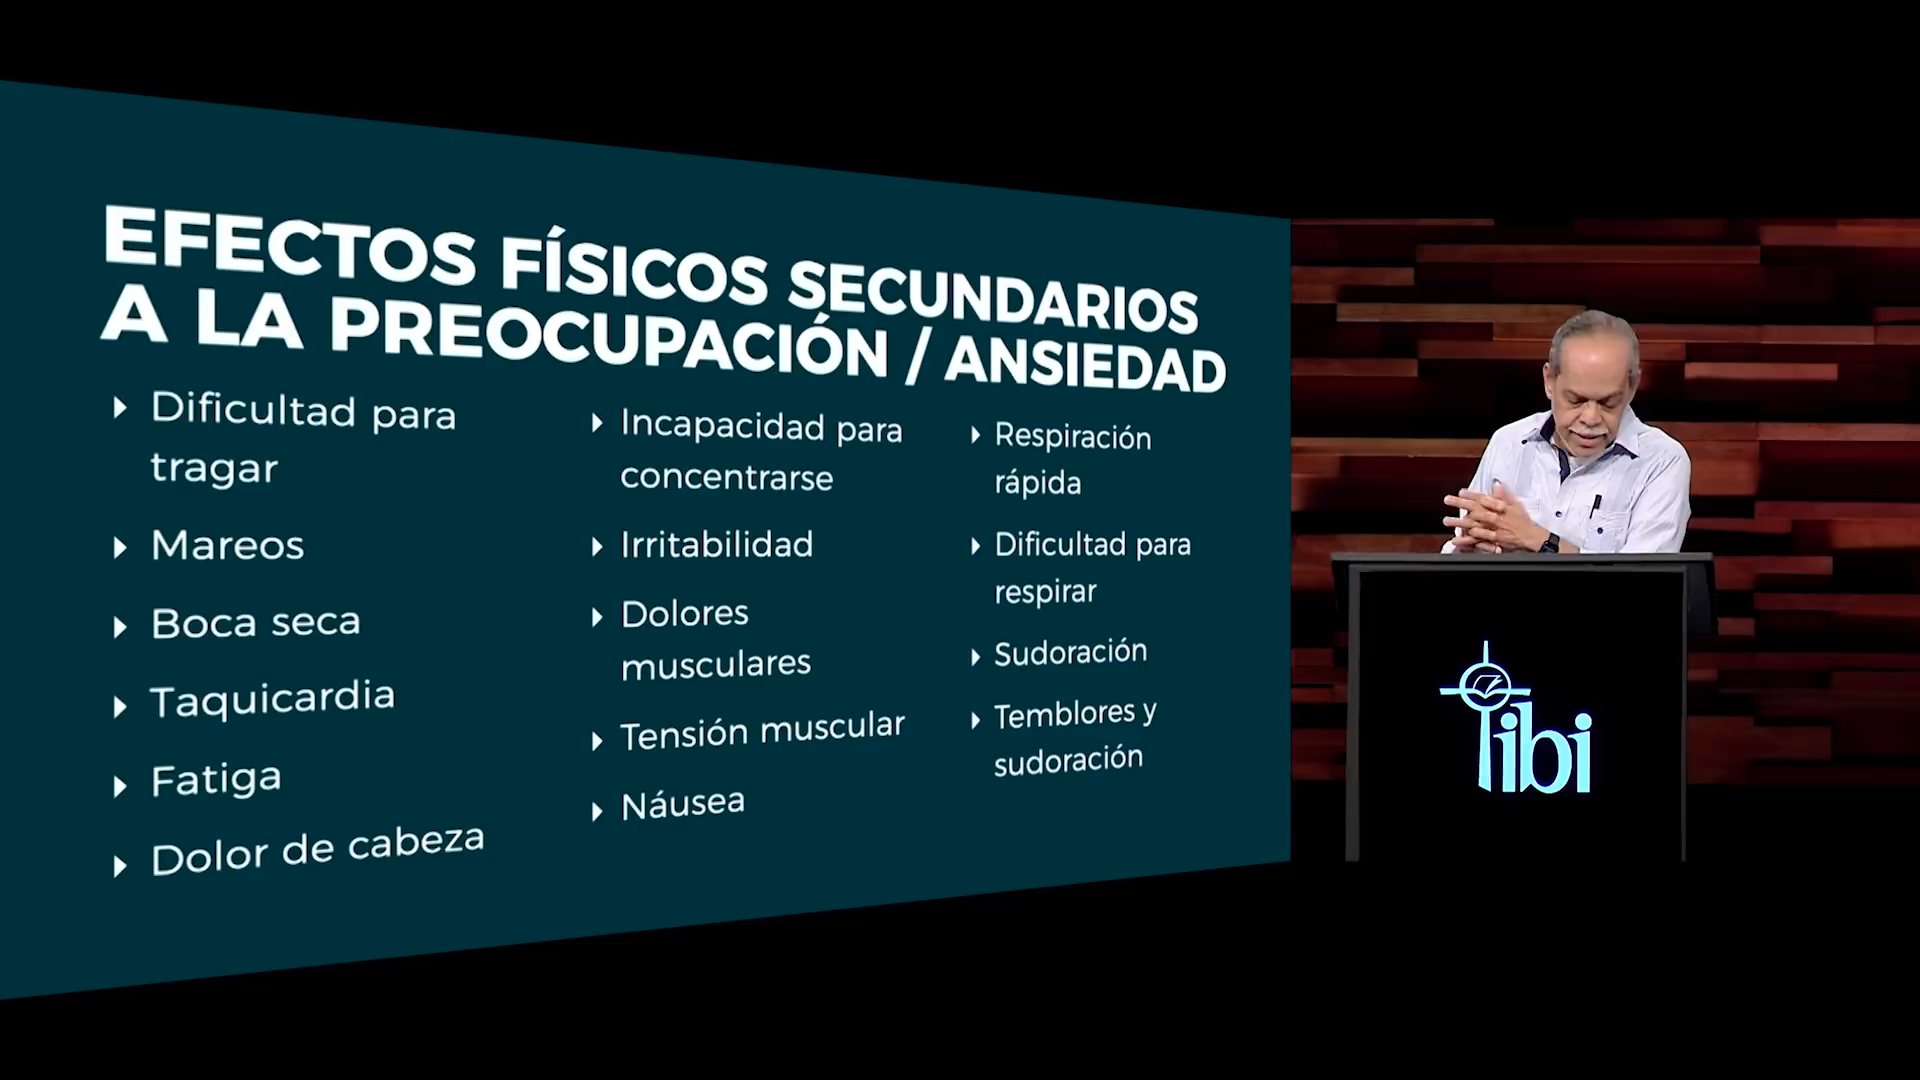 EFECTOS FÍSICOS SECUNDARIOS
A LA PREOCUPACIÓN / ANSIEDAD
Dificultad para
tragar
Mareos
Boca seca
Taquicardia
Fatiga
Dolor de cabeza
Incapacidad para
concentrarse
Irritabilidad
Dolores
musculares
Tensión muscular
Náusea
Respiración
rápida
Dificultad para
respirar
Sudoración
Temblores y
sudoración
ibi